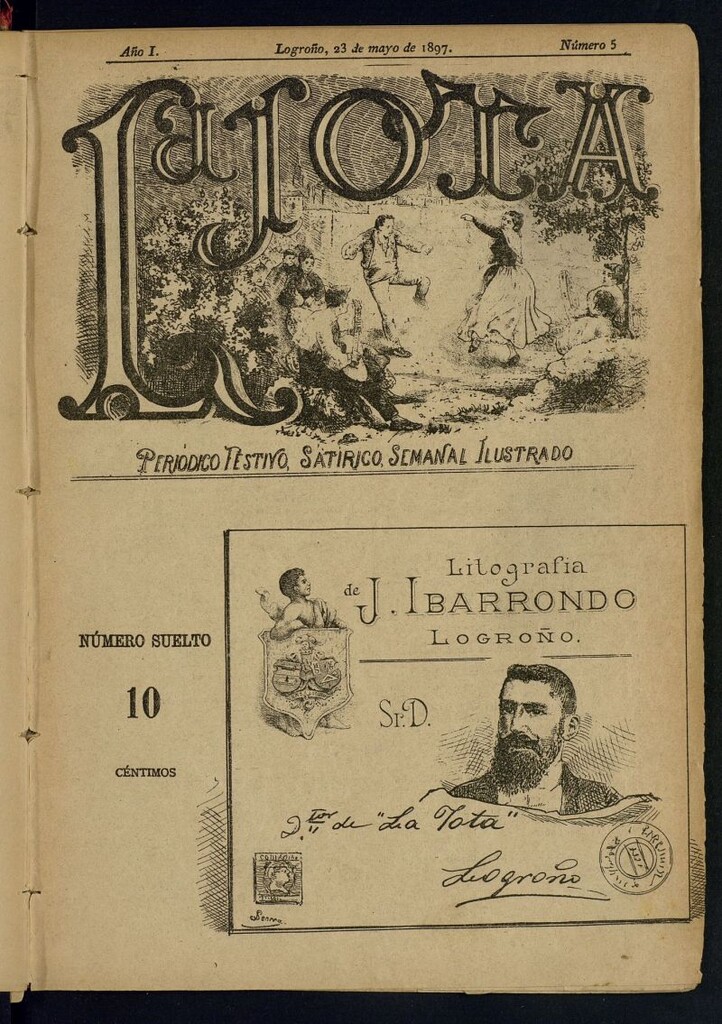 Año I.
Logroño, 23 de mayo de 1897.
Número 5
La JOTA
PERIÓDICO FESTIVO, SATÍRICO, SEMANAL ILUSTRADO
NÚMERO SUELTO
10
CÉNTIMOS
Litografia
de J. IBARRONDO
LOGROÑO.
Sr. D.
D.tor de "La Jota"
Logroño